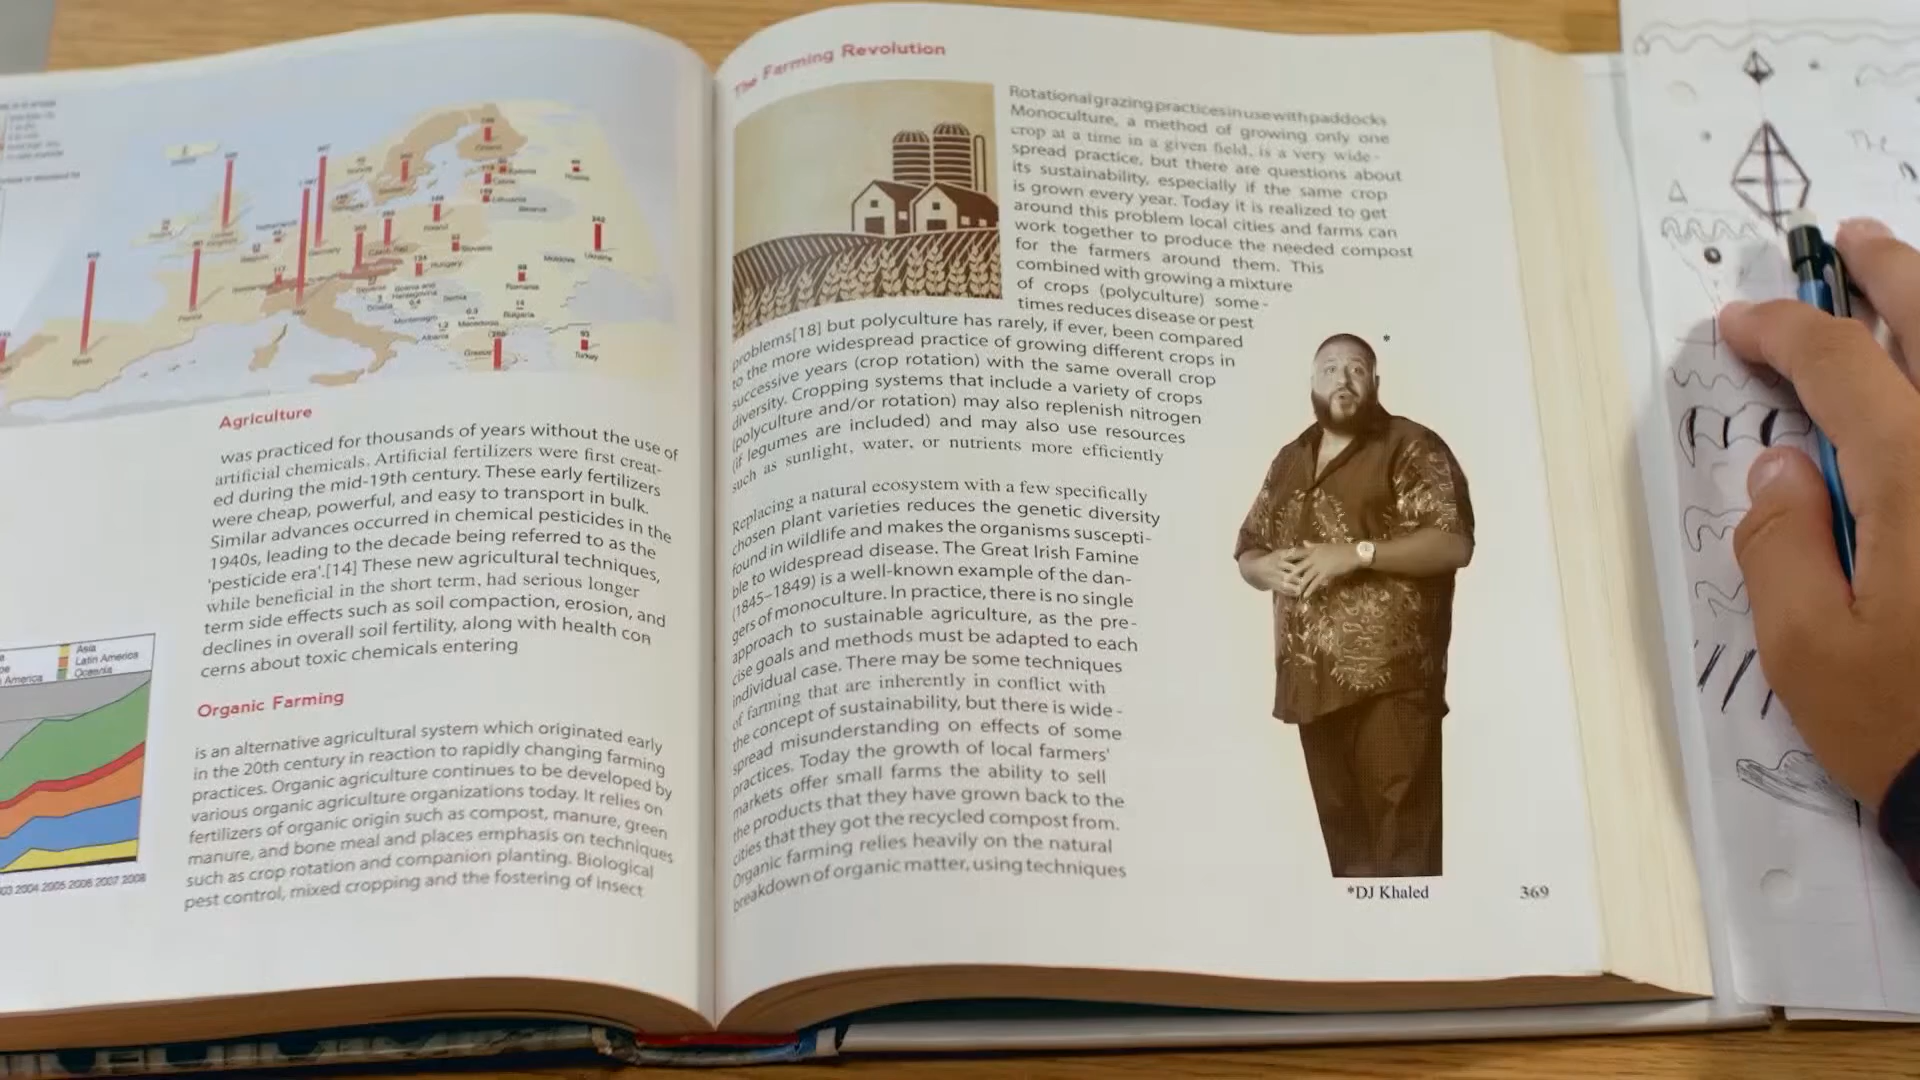 Agriculture
was practiced for thousands of years without the use of
artificial chemicals. Artificial fertilizers were first creat-
ed during the mid-19th century. These early fertilizers
were cheap, powerful, and easy to transport in bulk.
Similar advances occurred in chemical pesticides in the
1940s, leading to the decade being referred to as the
'pesticide era'.[14] These new agricultural techniques,
while beneficial in the short term, had serious longer
term side effects such as soil compaction, erosion, and
declines in overall soil fertility, along with health con
cerns about toxic chemicals entering
Asia
Latin America
America
Oceania
2004 2005 2006 2007 2008
Organic Farming
is an alternative agricultural system which originated early
in the 20th century in reaction to rapidly changing farming
practices. Organic agriculture continues to be developed by
various organic agriculture organizations today. It relies on
fertilizers of organic origin such as compost, manure, green
manure, and bone meal and places emphasis on techniques
such as crop rotation and companion planting. Biological
pest control, mixed cropping and the fostering of insect
The Farming Revolution
Rotational grazing practices in use with paddocks
Monoculture, a method of growing only one
crop at a time in a given field, is a very wide-
spread practice, but there are questions about
its sustainability, especially if the same crop
is grown every year. Today it is realized to get
around this problem local cities and farms can
work together to produce the needed compost
for the farmers around them. This
combined with growing a mixture
of crops (polyculture) some-
times reduces disease or pest
problems[18] but polyculture has rarely, if ever, been compared
to the more widespread practice of growing different crops in
successive years (crop rotation) with the same overall crop
diversity. Cropping systems that include a variety of crops
(polyculture and/or rotation) may also replenish nitrogen
(if legumes are included) and may also use resources
such as sunlight, water, or nutrients more efficiently
Replacing a natural ecosystem with a few specifically
chosen plant varieties reduces the genetic diversity
found in wildlife and makes the organisms suscepti-
ble to widespread disease. The Great Irish Famine
(1845–1849) is a well-known example of the dan-
gers of monoculture. In practice, there is no single
approach to sustainable agriculture, as the pre-
cise goals and methods must be adapted to each
individual case. There may be some techniques
of farming that are inherently in conflict with
the concept of sustainability, but there is wide-
spread misunderstanding on effects of some
practices. Today the growth of local farmers'
markets offer small farms the ability to sell
the products that they have grown back to the
cities that they got the recycled compost from.
Organic farming relies heavily on the natural
breakdown of organic matter, using techniques
*
*DJ Khaled
369
The